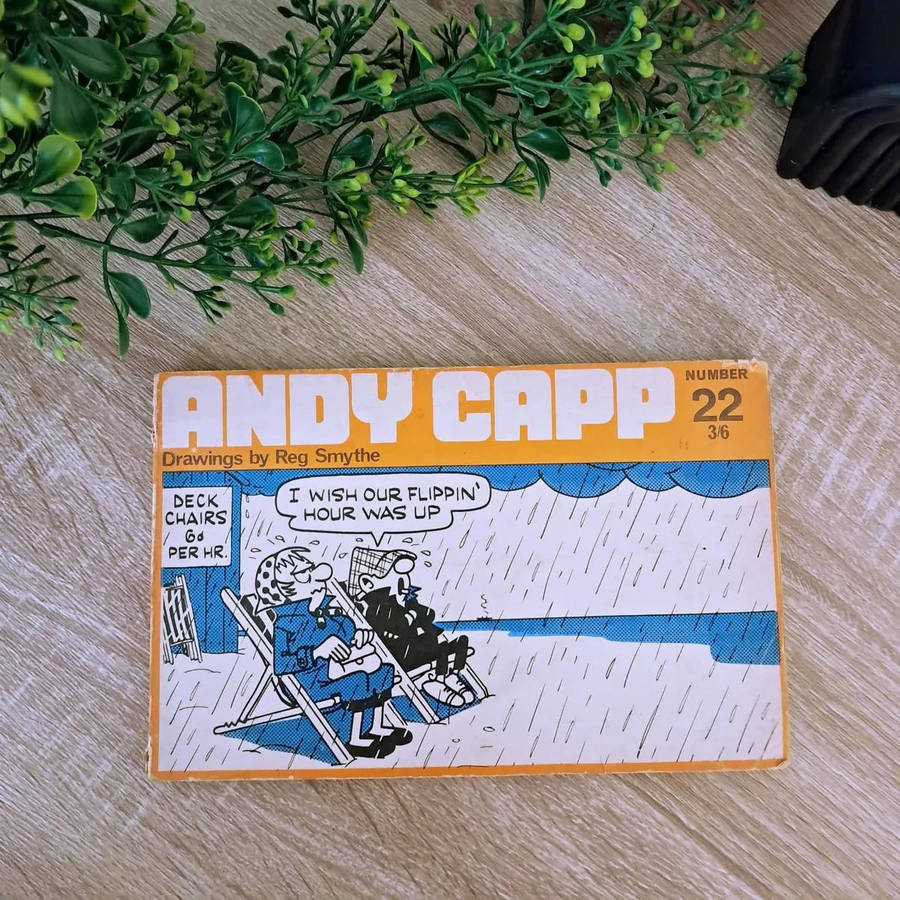 ANDY CAPP
NUMBER
22
3/6
Drawings by Reg Smythe
DECK
CHAIRS
6d
PER HR.
I WISH OUR FLIPPIN'
HOUR WAS UP